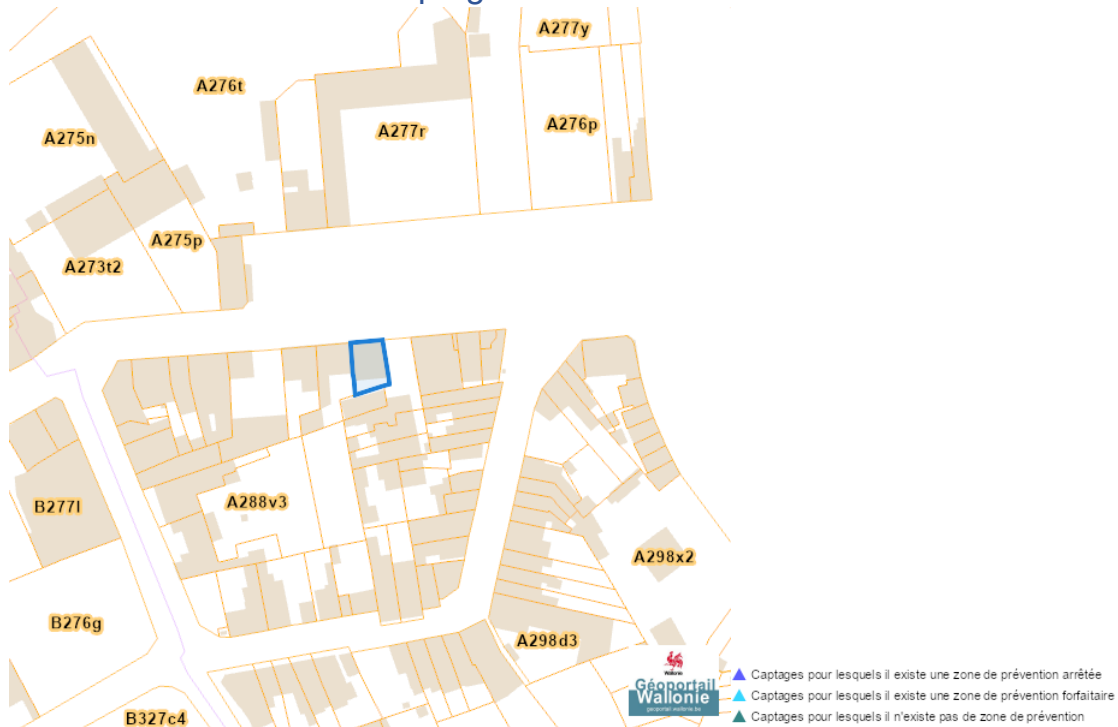 A277y
A276t
A275n
A277r
A276p
A275p
A273t2
B277l
A288v3
A298x2
B276g
A298d3
B327c4
Wallonie
Géoportail
Wallonie
geoportail.wallonie.be
Captages pour lesquels il existe une zone de prévention arrêtée
Captages pour lesquels il existe une zone de prévention forfaitaire
Captages pour lesquels il n'existe pas de zone de prévention